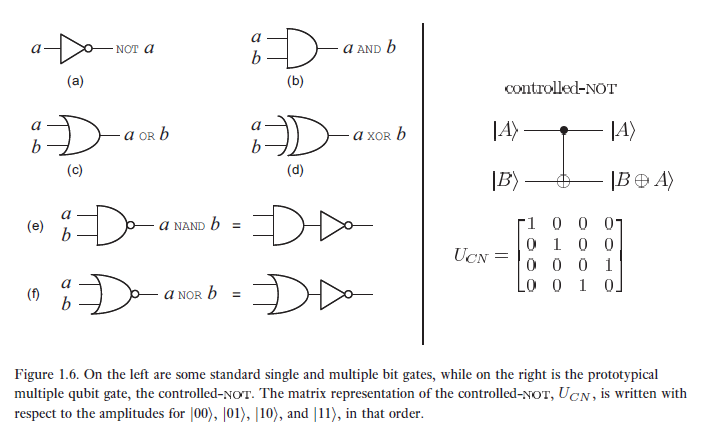 a NOT a
(a)
a
b a AND b
(b)
a
b a OR b
(c)
a
b a XOR b
(d)
(e) a
b a NAND b =
(f) a
b a NOR b =
controlled-NOT
|A⟩ |A⟩
|B⟩ |B ⊕ A⟩
U_CN = [1 0 0 0
0 1 0 0
0 0 0 1
0 0 1 0]
Figure 1.6. On the left are some standard single and multiple bit gates, while on the right is the prototypical
multiple qubit gate, the controlled-NOT. The matrix representation of the controlled-NOT, U_CN, is written with
respect to the amplitudes for |00⟩, |01⟩, |10⟩, and |11⟩, in that order.